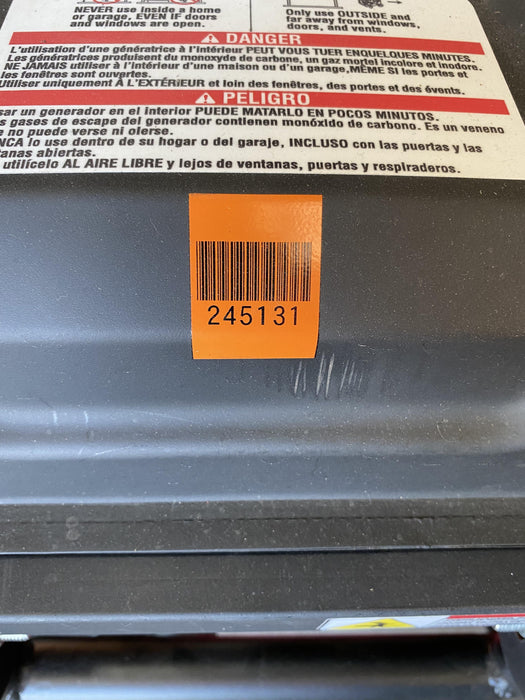 NEVER use inside a home
or garage, EVEN IF doors
and windows are open.
Only use OUTSIDE and
far away from windows,
doors, and vents.
DANGER
L'utilisation d'une génératrice à l'intérieur PEUT VOUS TUER ENQUELQUES MINUTES.
Les génératrices produisent du monoxyde de carbone, un gaz mortel incolore et inodore.
NE JAMAIS utiliser à l'intérieur d'une maison ou d'un garage,MÊME SI les portes et
les fenêtres sont ouvertes.
Utiliser uniquement À L'EXTÉRIEUR et loin des fenêtres, des portes et des évents.
PELIGRO
sar un generador en el interior PUEDE MATARLO EN POCOS MINUTOS.
s gases de escape del generador contienen monóxido de carbono. Es un veneno
e no puede verse ni olerse.
NCA lo use dentro de su hogar o del garaje, INCLUSO con las puertas y las
tanas abiertas.
utilícelo AL AIRE LIBRE y lejos de ventanas, puertas y respiraderos.
245131